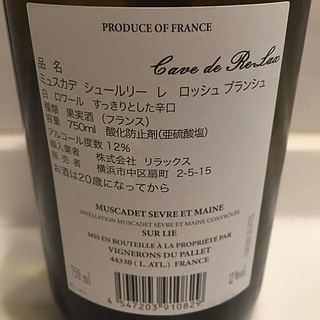 PRODUCE OF FRANCE
品 名 Cave de Re-Lax
ミュスカデ シュールリー レ ロッシュ ブランシュ
白 ロワール すっきりとした辛口
種類 果実酒 (フランス)
容量 750ml 酸化防止剤(亜硫酸塩)
アルコール度数 12%
輸入業者 株式会社 リラックス
販 売 者 横浜市中区扇町 2-5-15
お酒は20歳になってから
MUSCADET SEVRE ET MAINE
APPELLATION MUSCADET SÈVRE ET MAINE CONTRÔLÉE
SUR LIE
MIS EN BOUTEILLE À LA PROPRIÉTÉ PAR
VIGNERONS DU PALLET
44330 ( L. ATL.) FRANCE
750 ml
12%vol
4 547203 910829